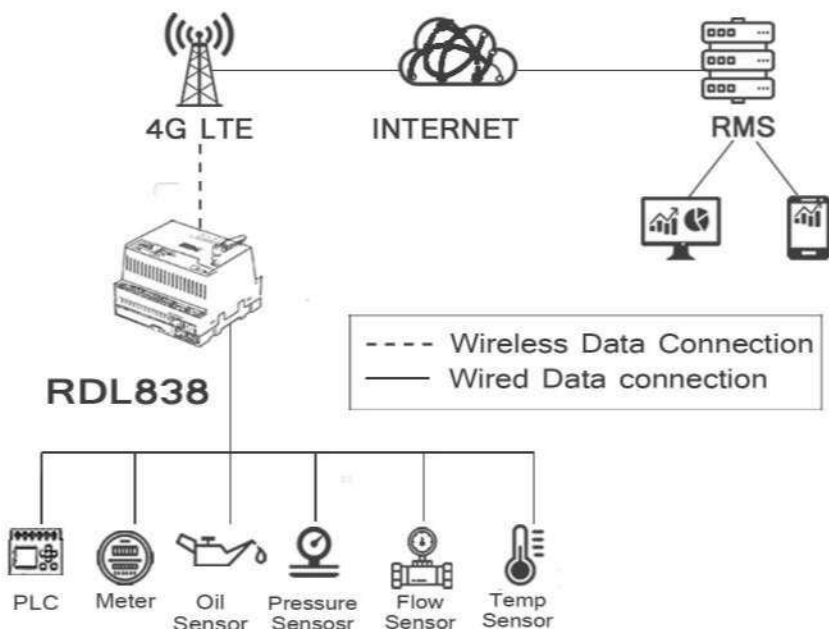 4G LTE
INTERNET
RMS
RDL838
Wireless Data Connection
Wired Data connection
PLC
Meter
Oil
Sensor
Pressure
Sensosr
Flow
Sensor
Temp
Sensor